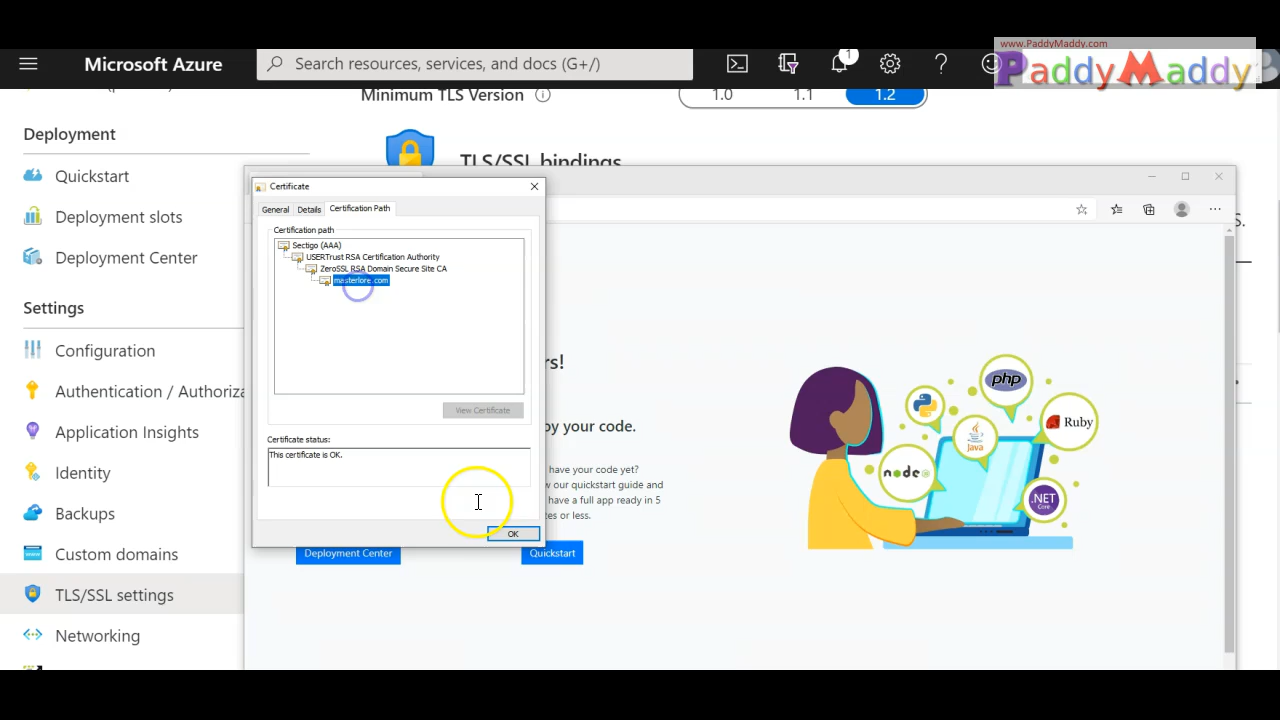 www.PaddyMaddy.com
PaddyMaddy
Microsoft Azure
Search resources, services, and docs (G+/)
1
Minimum TLS Version
1.0
1.1
1.2
TLS/SSL bindings
Deployment
Quickstart
Deployment slots
Deployment Center
Settings
Configuration
Authentication / Authoriza
Application Insights
Identity
Backups
Custom domains
TLS/SSL settings
Networking
Certificate
General
Details
Certification Path
Certification path
Sectigo (AAA)
USERTrust RSA Certification Authority
ZeroSSL RSA Domain Secure Site CA
masterlore.com
View Certificate
Certificate status:
This certificate is OK.
OK
rs!
oy your code.
have your code yet?
w our quickstart guide and
have a full app ready in 5
tes or less.
Deployment Center
Quickstart
php
Java
Ruby
node
.NET
Core
S.